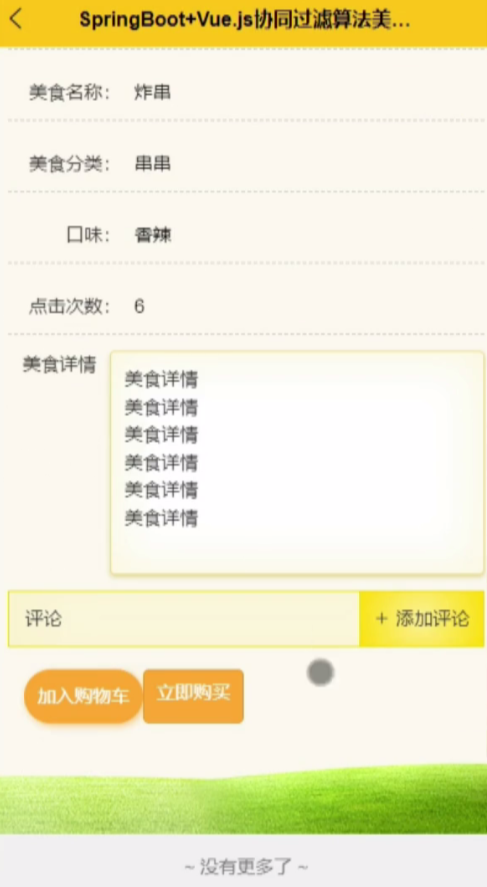 SpringBoot+Vue.js协同过滤算法美...
美食名称： 炸串
美食分类： 串串
口味： 香辣
点击次数： 6
美食详情
美食详情
美食详情
美食详情
美食详情
美食详情
美食详情
评论
+ 添加评论
加入购物车 立即购买
~ 没有更多了 ~